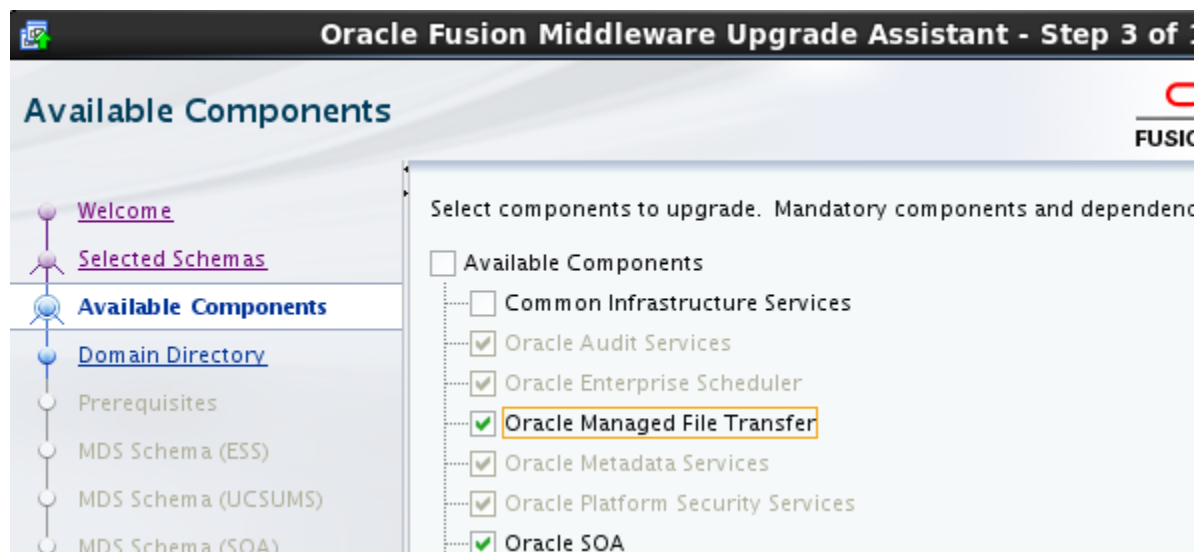 Oracle Fusion Middleware Upgrade Assistant - Step 3 of
Available Components
Welcome
Selected Schemas
Available Components
Domain Directory
Prerequisites
MDS Schema (ESS)
MDS Schema (UCSUMS)
MDS Schema (SOA)
Select components to upgrade. Mandatory components and
Available Components
Common Infrastructure Services
Oracle Audit Services
Oracle Enterprise Scheduler
Oracle Managed File Transfer
Oracle Metadata Services
Oracle Platform Security Services
Oracle SOA